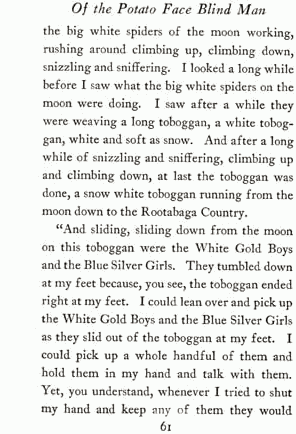 Of the Potato Face Blind Man
the big white spiders of the moon working,
rushing around climbing up, climbing down,
snizzling and sniffering. I looked a long while
before I saw what the big white spiders on the
moon were doing. I saw after a while they
were weaving a long toboggan, a white tobog-
gan, white and soft as snow. And after a long
while of snizzling and sniffering, climbing up
and climbing down, at last the toboggan was
done, a snow white toboggan running from the
moon down to the Rootabaga Country.
“And sliding, sliding down from the moon
on this toboggan were the White Gold Boys
and the Blue Silver Girls. They tumbled down
at my feet because, you see, the toboggan ended
right at my feet. I could lean over and pick up
the White Gold Boys and the Blue Silver Girls
as they slid out of the toboggan at my feet. I
could pick up a whole handful of them and
hold them in my hand and talk with them.
Yet, you understand, whenever I tried to shut
my hand and keep any of them they would
61